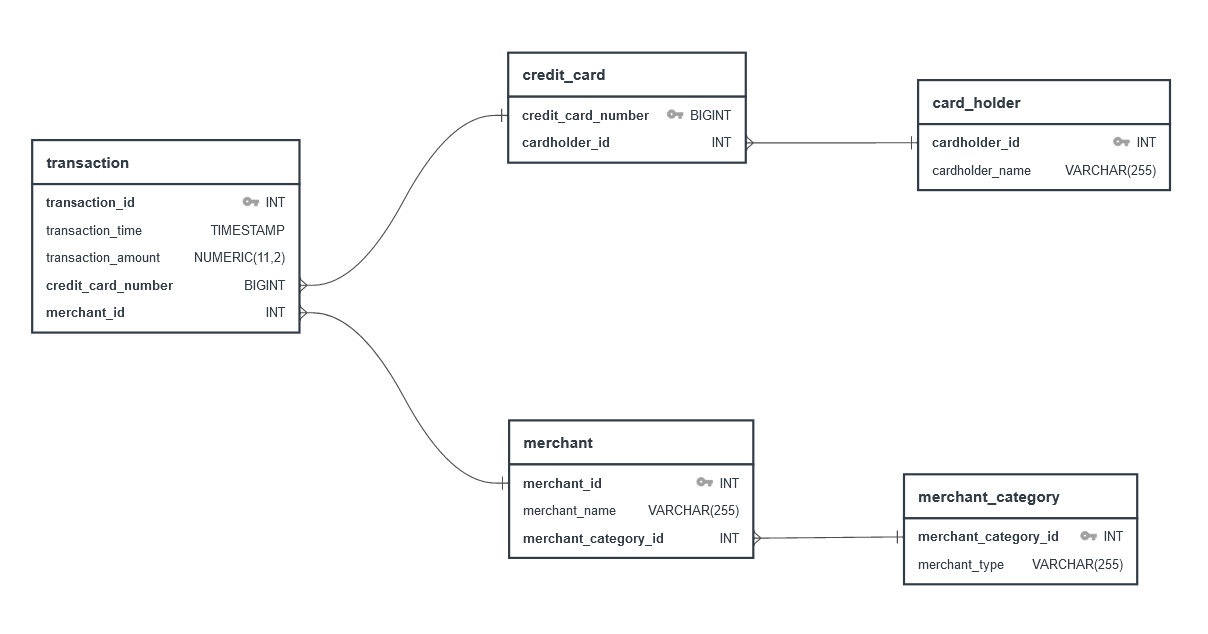 transaction
transaction_id INT
transaction_time TIMESTAMP
transaction_amount NUMERIC(11,2)
credit_card_number BIGINT
merchant_id INT
credit_card
credit_card_number BIGINT
cardholder_id INT
card_holder
cardholder_id INT
cardholder_name VARCHAR(255)
merchant
merchant_id INT
merchant_name VARCHAR(255)
merchant_category_id INT
merchant_category
merchant_category_id INT
merchant_type VARCHAR(255)